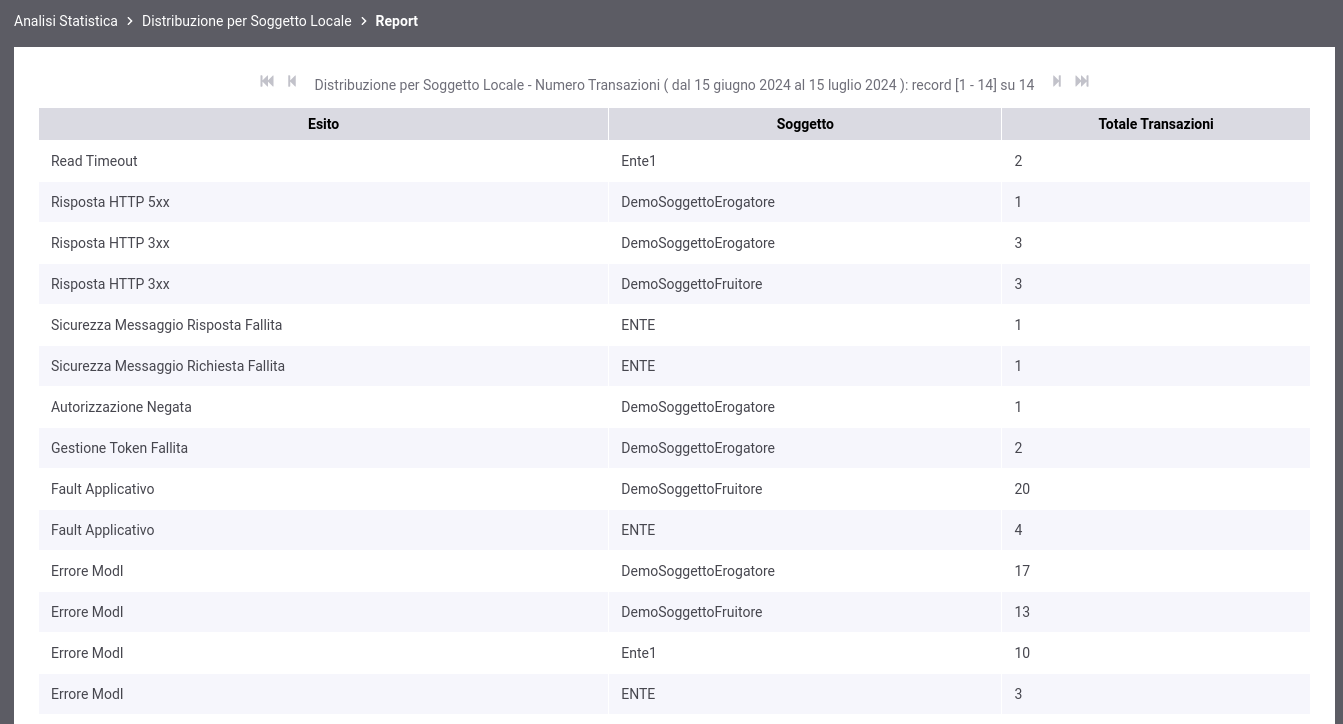 Analisi Statistica > Distribuzione per Soggetto Locale > Report
Distribuzione per Soggetto Locale - Numero Transazioni ( dal 15 giugno 2024 al 15 luglio 2024 ): record [1 - 14] su 14
Esito Soggetto Totale Transazioni
Read Timeout Ente1 2
Risposta HTTP 5xx DemoSoggettoErogatore 1
Risposta HTTP 3xx DemoSoggettoErogatore 3
Risposta HTTP 3xx DemoSoggettoFruitore 3
Sicurezza Messaggio Risposta Fallita ENTE 1
Sicurezza Messaggio Richiesta Fallita ENTE 1
Autorizzazione Negata DemoSoggettoErogatore 1
Gestione Token Fallita DemoSoggettoErogatore 2
Fault Applicativo DemoSoggettoFruitore 20
Fault Applicativo ENTE 4
Errore ModI DemoSoggettoErogatore 17
Errore ModI DemoSoggettoFruitore 13
Errore ModI Ente1 10
Errore ModI ENTE 3